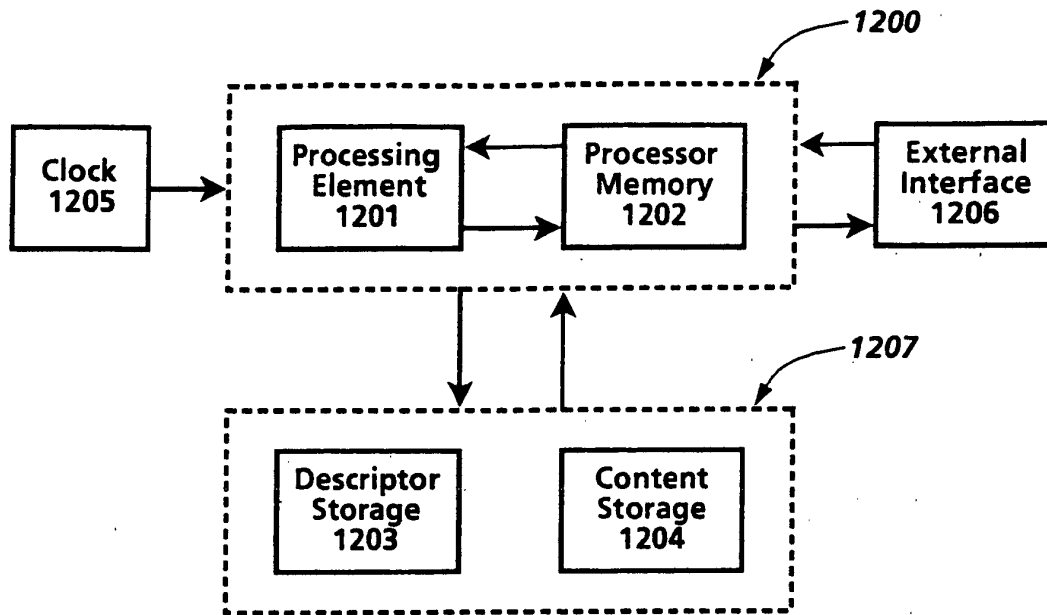 1200
Clock
1205
Processing
Element
1201
Processor
Memory
1202
External
Interface
1206
1207
Descriptor
Storage
1203
Content
Storage
1204